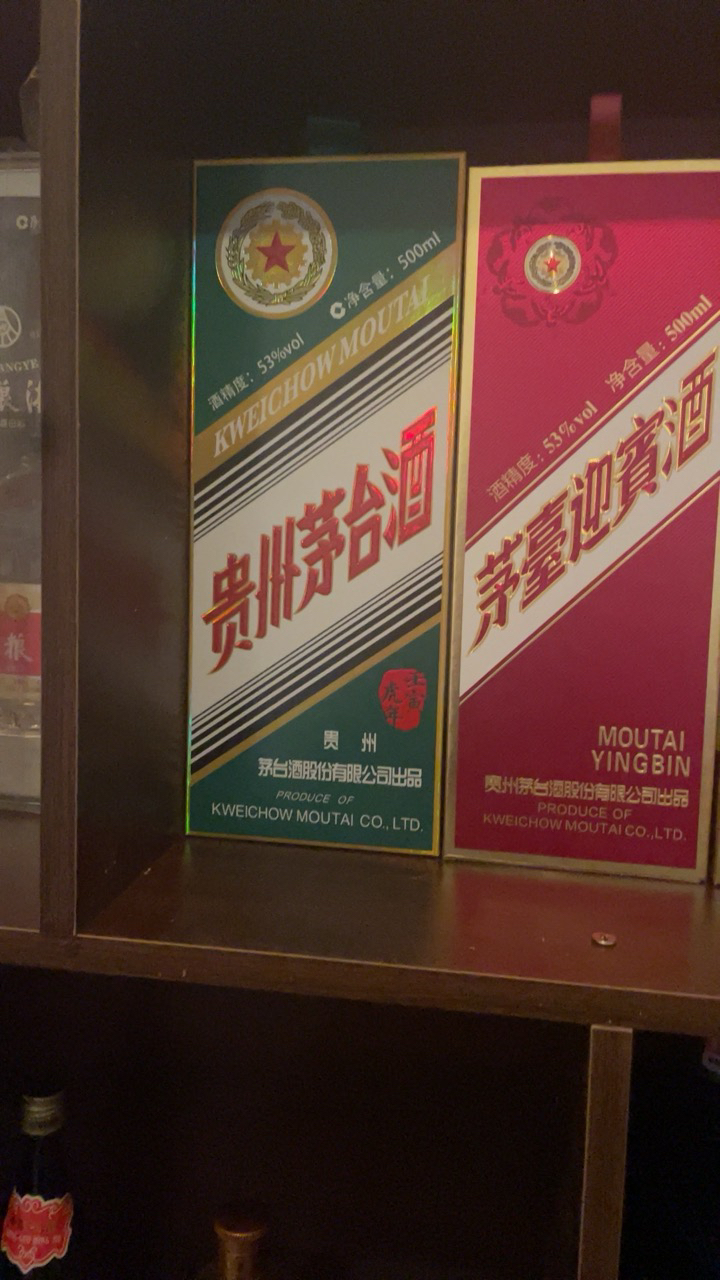 酒精度：53%vol 净含量：500ml
KWEICHOW MOUTAI
贵州茅台酒
壬寅
虎年
贵 州
茅台酒股份有限公司出品
PRODUCE OF
KWEICHOW MOUTAI CO., LTD.
酒精度：53%vol 净含量：500ml
茅臺迎賓酒
MOUTAI
YINGBIN
贵州茅台酒股份有限公司出品
PRODUCE OF
KWEICHOW MOUTAI CO., LTD.